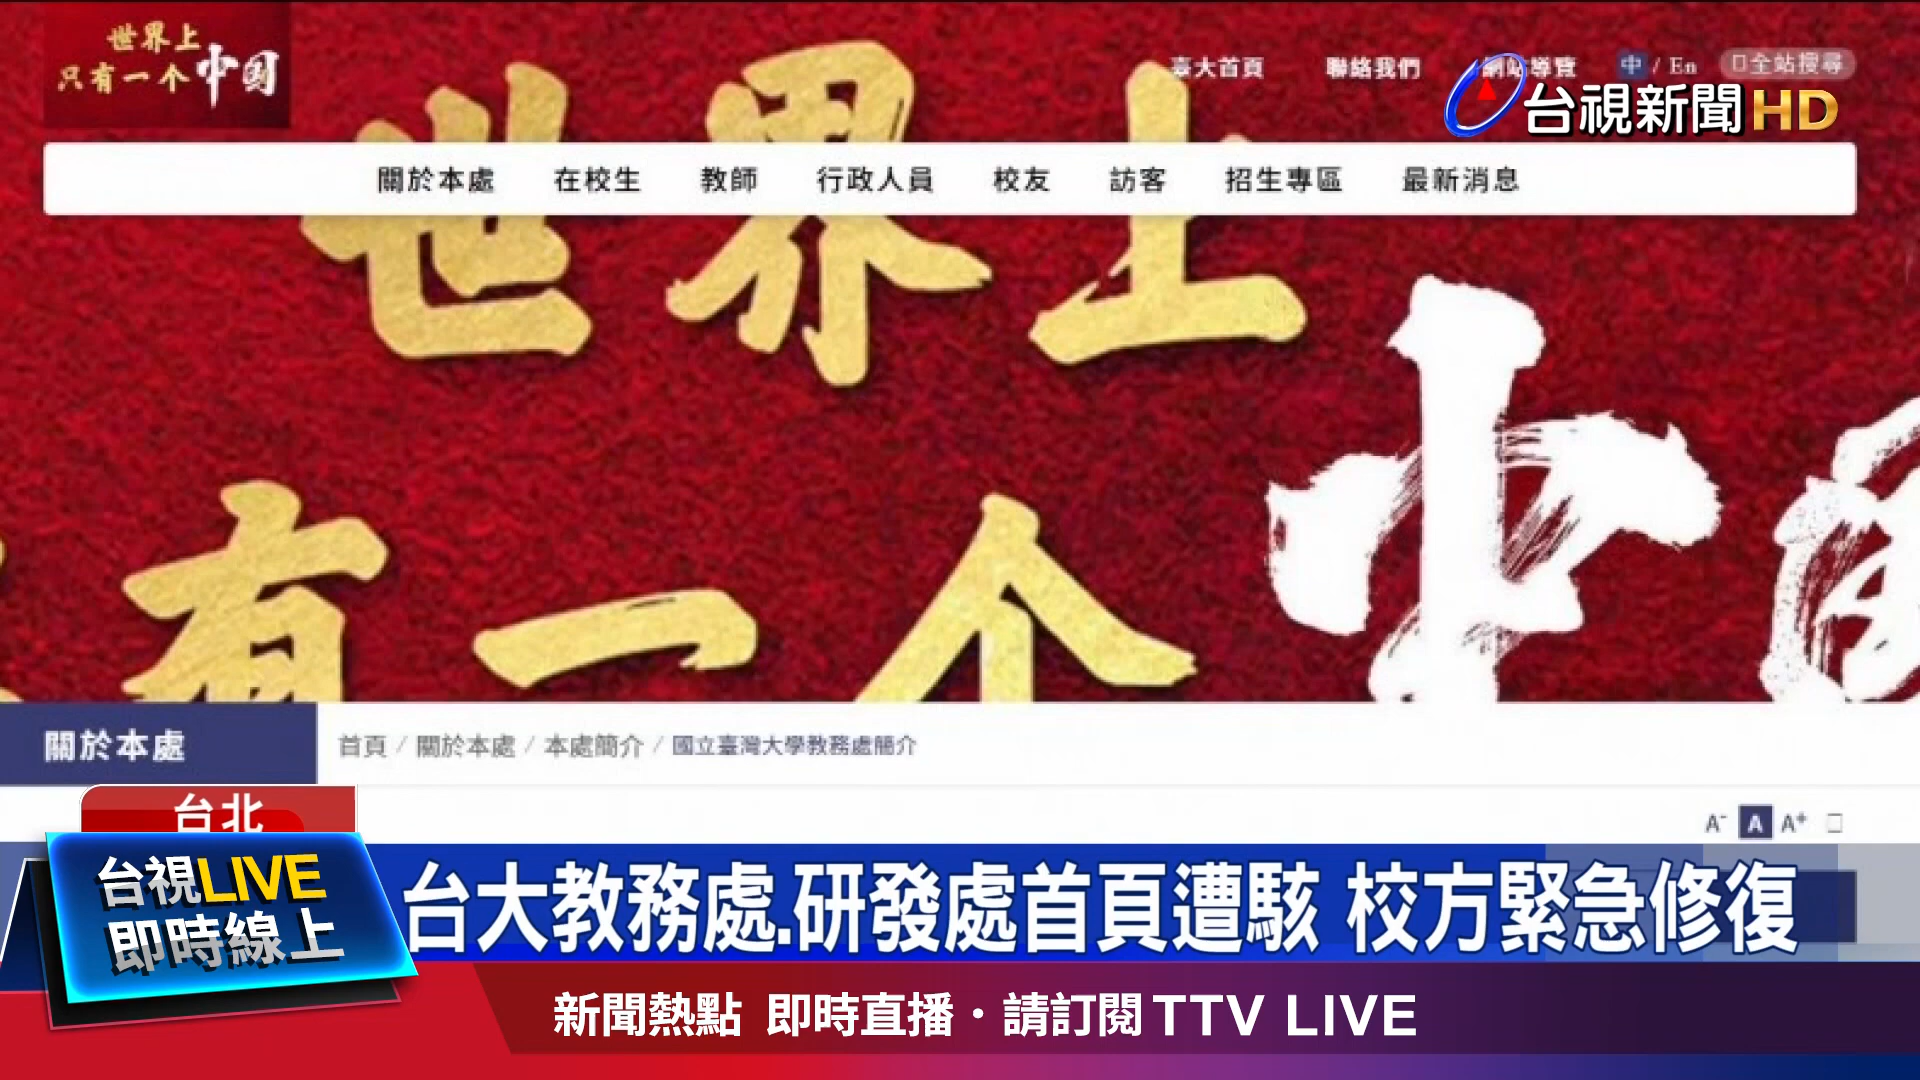 世界上
只有一个中国
臺大首頁 聯絡我們 網站導覽 中 / En 全站搜尋
台視新聞HD
關於本處 在校生 教師 行政人員 校友 訪客 招生專區 最新消息
世界上
有一个中
關於本處
首頁 / 關於本處 / 本處簡介 / 國立臺灣大學教務處簡介
A- A A+
台北
台視LIVE
即時線上
台大教務處.研發處首頁遭駭 校方緊急修復
新聞熱點 即時直播・請訂閱TTV LIVE